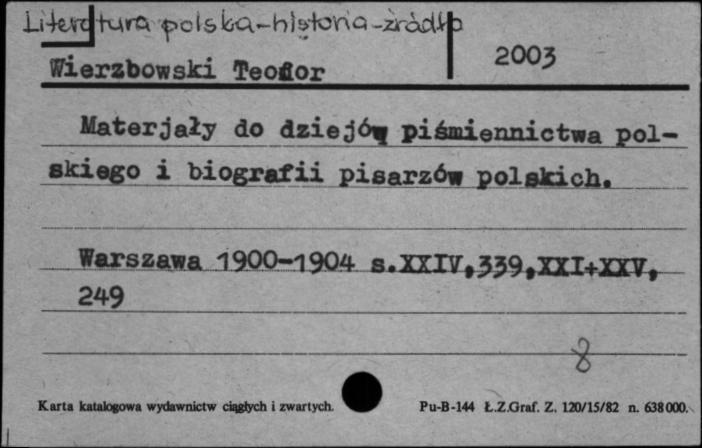 Literatura polska-historia-źródła
2003
Wierzbowski Teodor
Materjały do dziejów piśmiennictwa pol-
skiego i biografii pisarzów polskich.
Warszawa 1900-1904 s.XXIV,339,XXI+XXV,
249
8
Karta katalogowa wydawnictw ciągłych i zwartych.
Pu-B-144 Ł.Z.Graf. Z. 120/15/82 n. 638000.